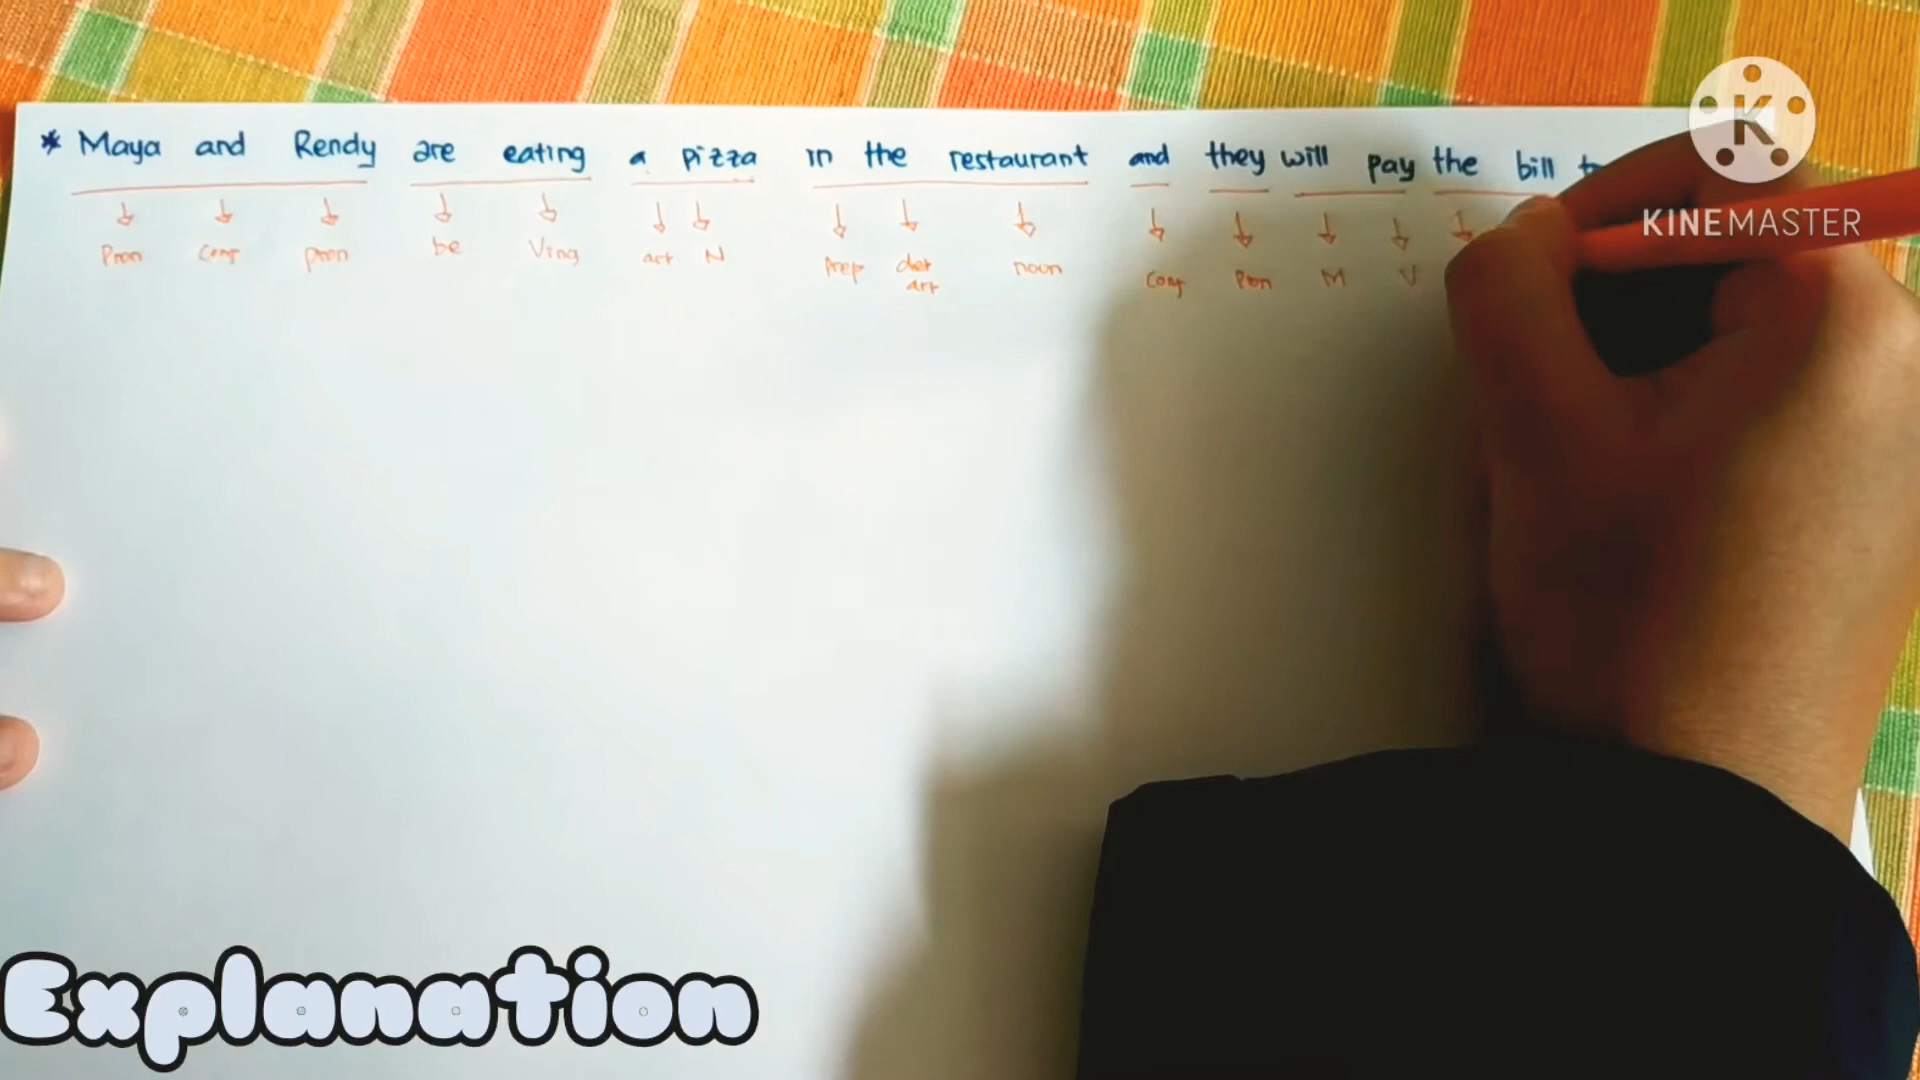 * Maya and Rendy are eating a pizza in the restaurant and they will pay the bill
Pron Conj pron be Ving art N Prep det noun Conj Pron M V
art
K
KINEMASTER
Explanation